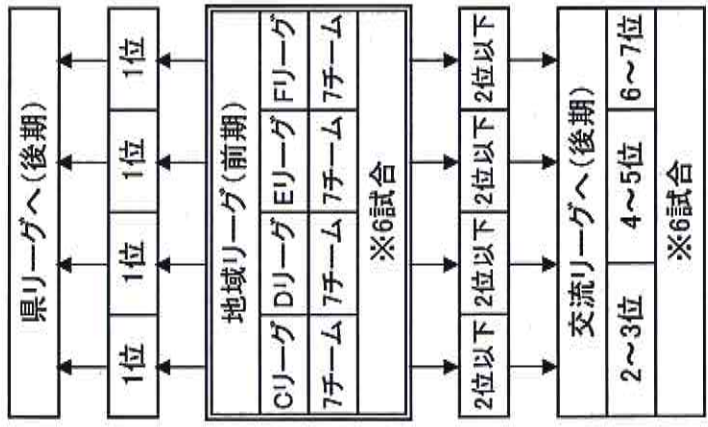 県リーグへ(後期)
1位 1位 1位 1位
地域リーグ(前期)
Cリーグ Dリーグ Eリーグ Fリーグ
7チーム 7チーム 7チーム 7チーム
※6試合
2位以下 2位以下 2位以下 2位以下
交流リーグへ(後期)
2～3位 4～5位 6～7位
※6試合